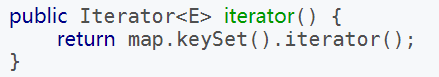 public Iterator<E> iterator() {
    return map.keySet().iterator();
}